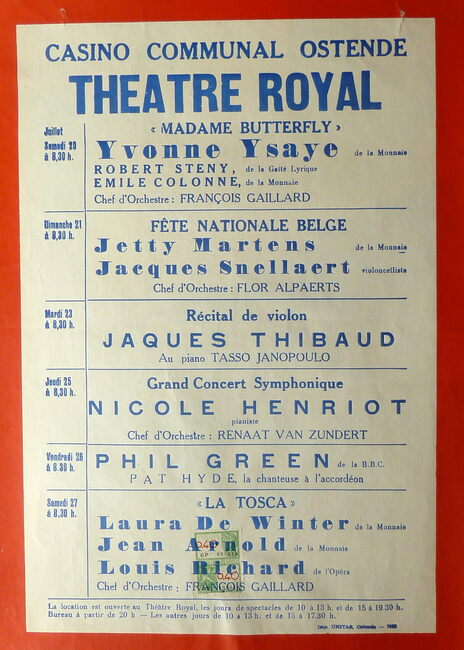 CASINO COMMUNAL OSTENDE
THEATRE ROYAL
Juillet
« MADAME BUTTERFLY »
Samedi 20
à 8,30 h.
Yvonne Ysaye de la Monnaie
ROBERT STENY, de la Gaîté Lyrique
EMILE COLONNE, de la Monnaie
Chef d'Orchestre : FRANÇOIS GAILLARD
Dimanche 21
à 8,30 h.
FÊTE NATIONALE BELGE
Jetty Martens de la Monnaie
Jacques Snellaert violoncelliste
Chef d'Orchestre : FLOR ALPAERTS
Mardi 23
à 8,30 h.
Récital de violon
JAQUES THIBAUD
Au piano TASSO JANOPOULO
Jeudi 25
à 8,30 h.
Grand Concert Symphonique
NICOLE HENRIOT
pianiste
Chef d'Orchestre : RENAAT VAN ZUNDERT
Vendredi 26
à 8.30 h.
PHIL GREEN de la B.B.C.
PAT HYDE, la chanteuse à l'accordéon
Samedi 27
à 8,30 h.
« LA TOSCA »
Laura De Winter de la Monnaie
Jean Arnold de la Monnaie
Louis Richard de l'Opéra
Chef d'Orchestre : FRANÇOIS GAILLARD
0,40
0,40
La location est ouverte au Théâtre Royal, les jours de spectacles de 10 à 13 h. et de 15 à 19.30 h.
Bureau à partir de 20 h — Les autres jours de 10 à 13 h. et de 15 à 17.30 h.
Imp. UNITAS, Ostende —